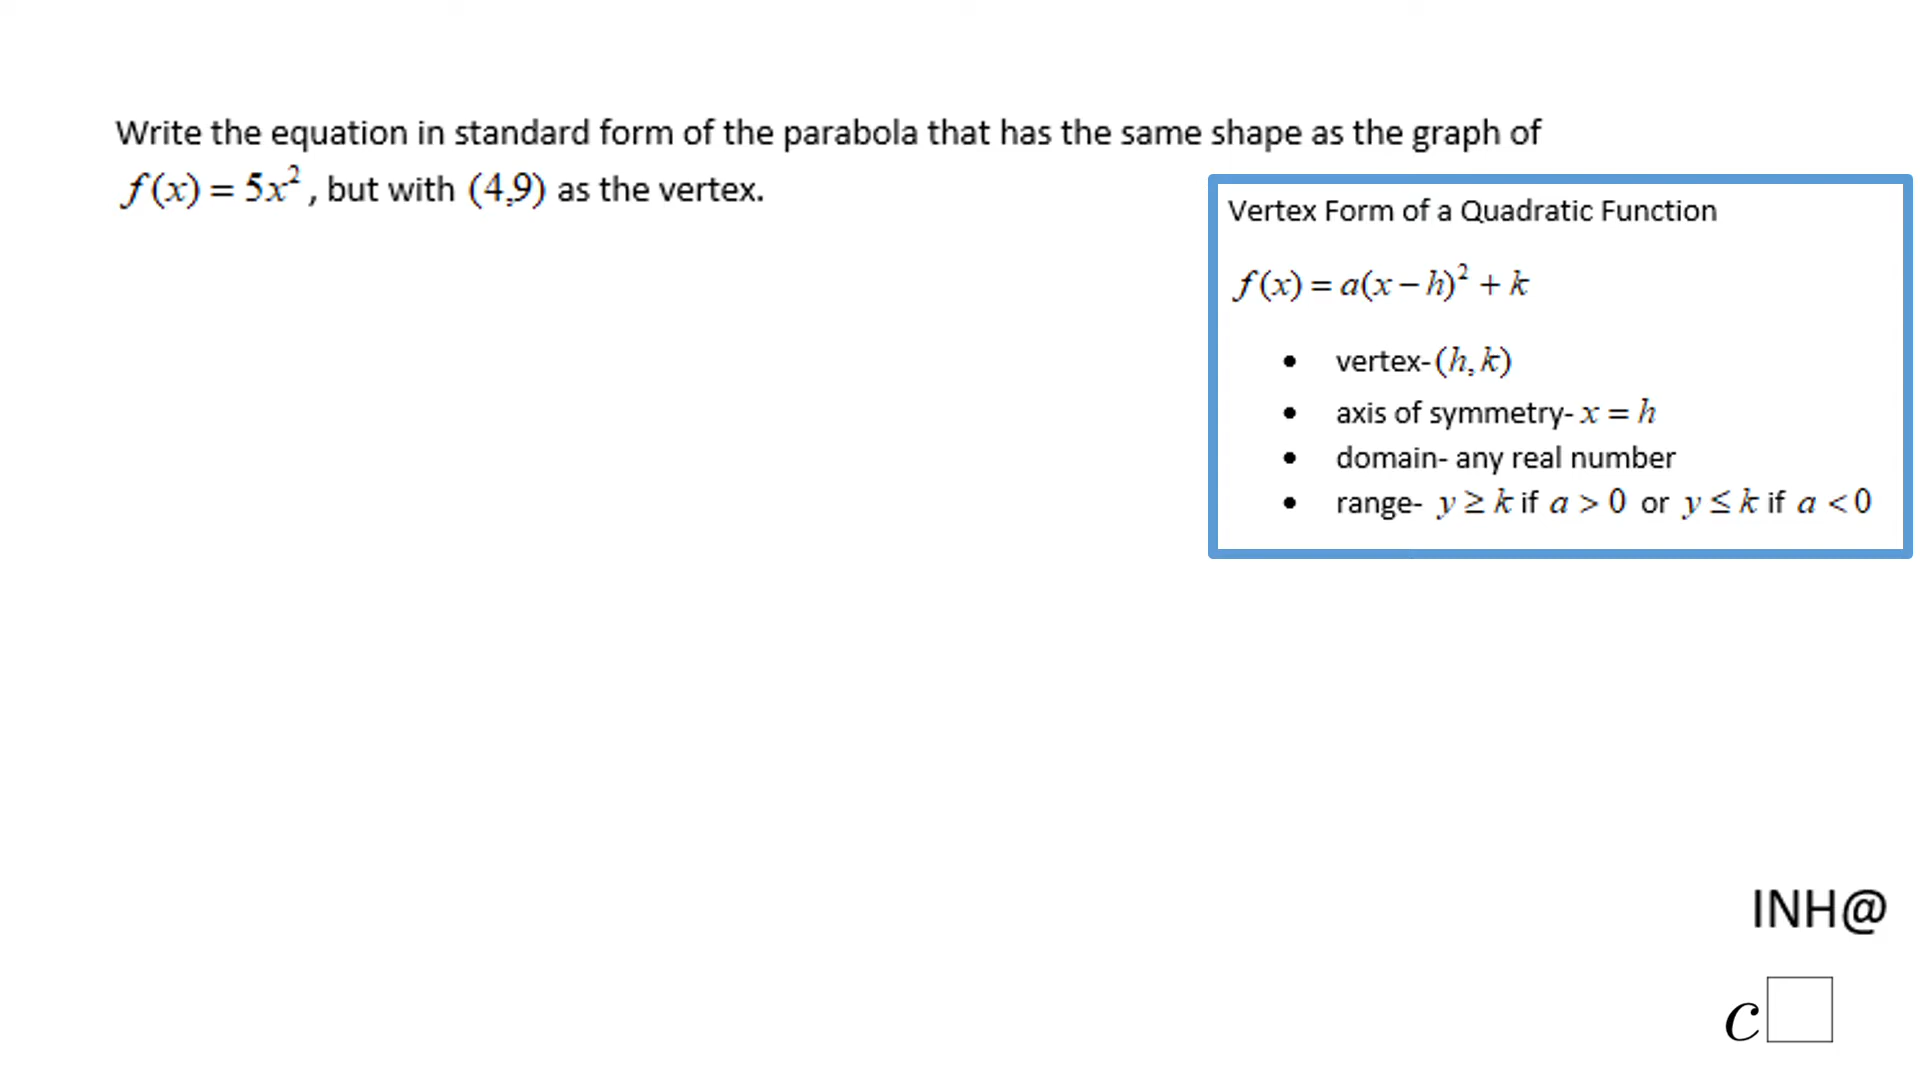 Write the equation in standard form of the parabola that has the same shape as the graph of
f(x) = 5x², but with (4,9) as the vertex.
Vertex Form of a Quadratic Function
f(x) = a(x − h)² + k
• vertex-(h, k)
• axis of symmetry- x = h
• domain- any real number
• range- y ≥ k if a > 0 or y ≤ k if a < 0
INH@
c□